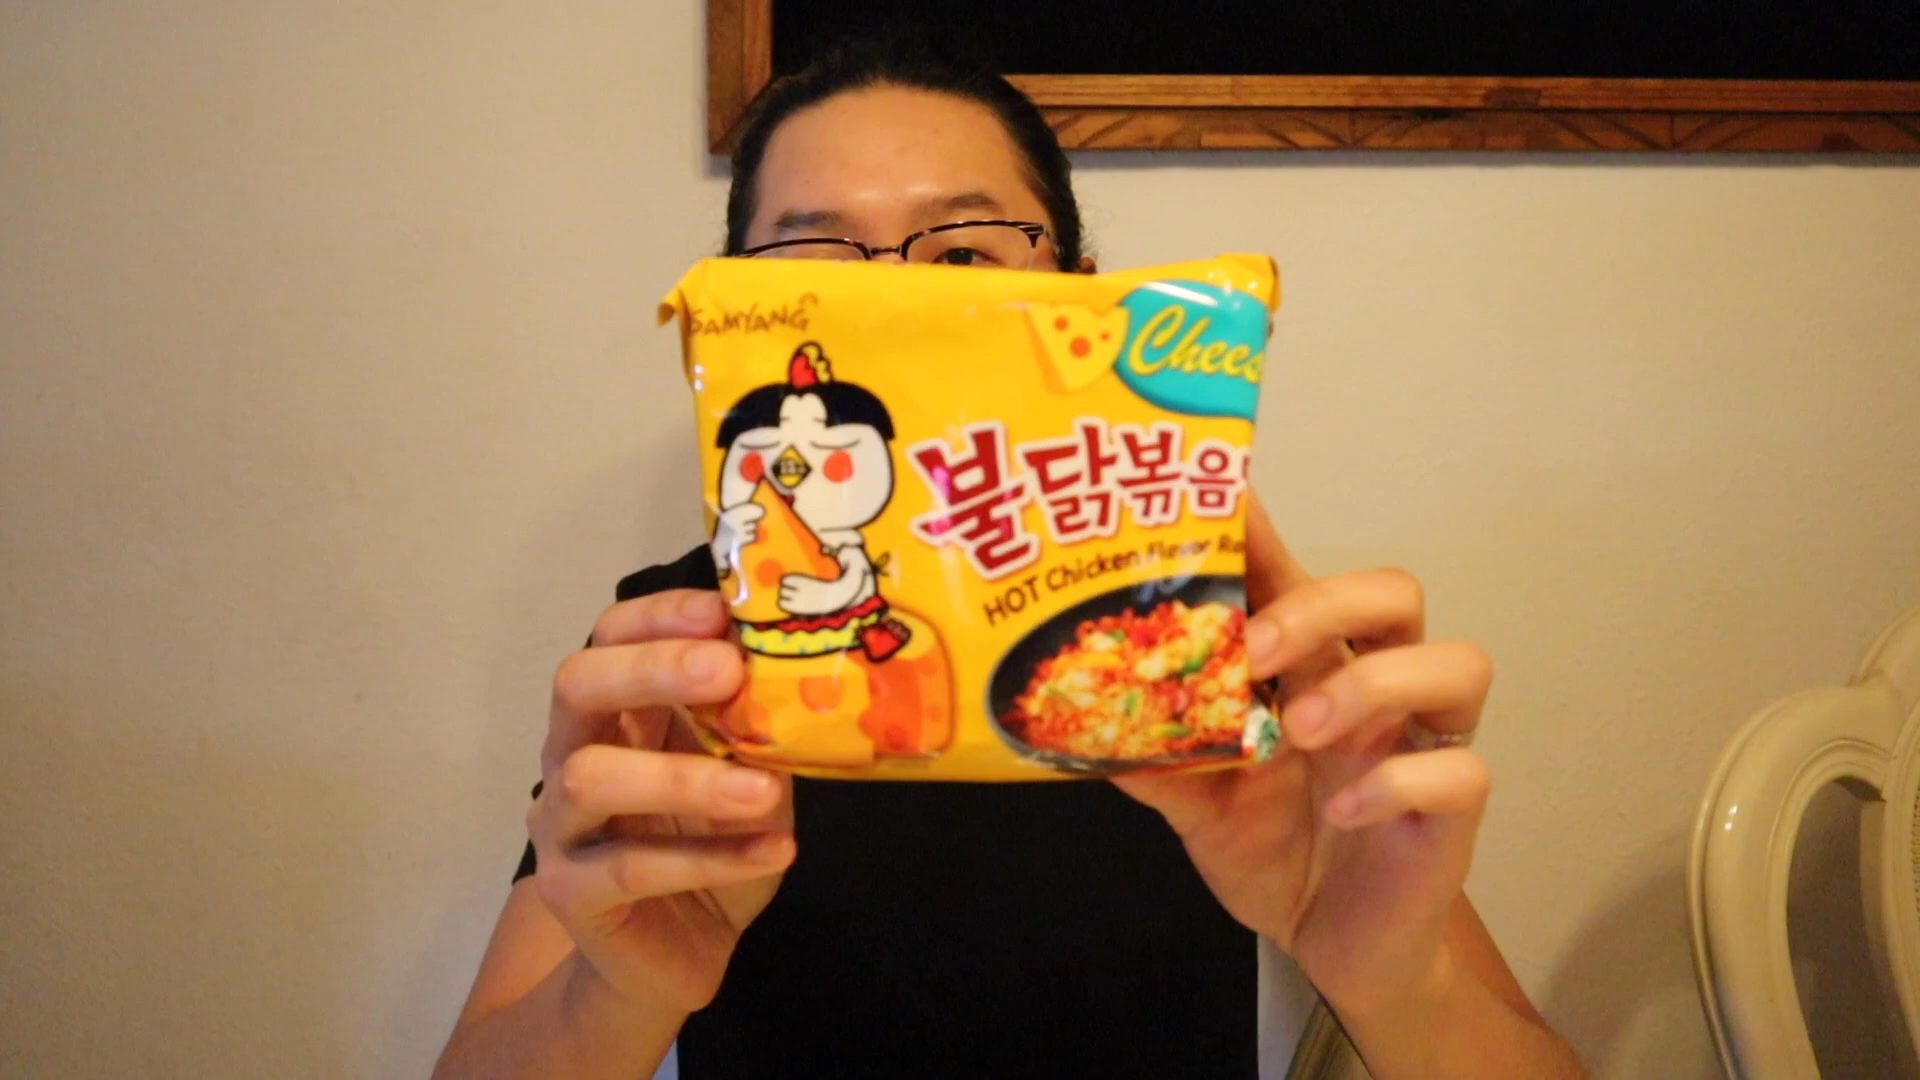 SAMYANG
Chees
불닭볶음
HOT Chicken Flavor Ra